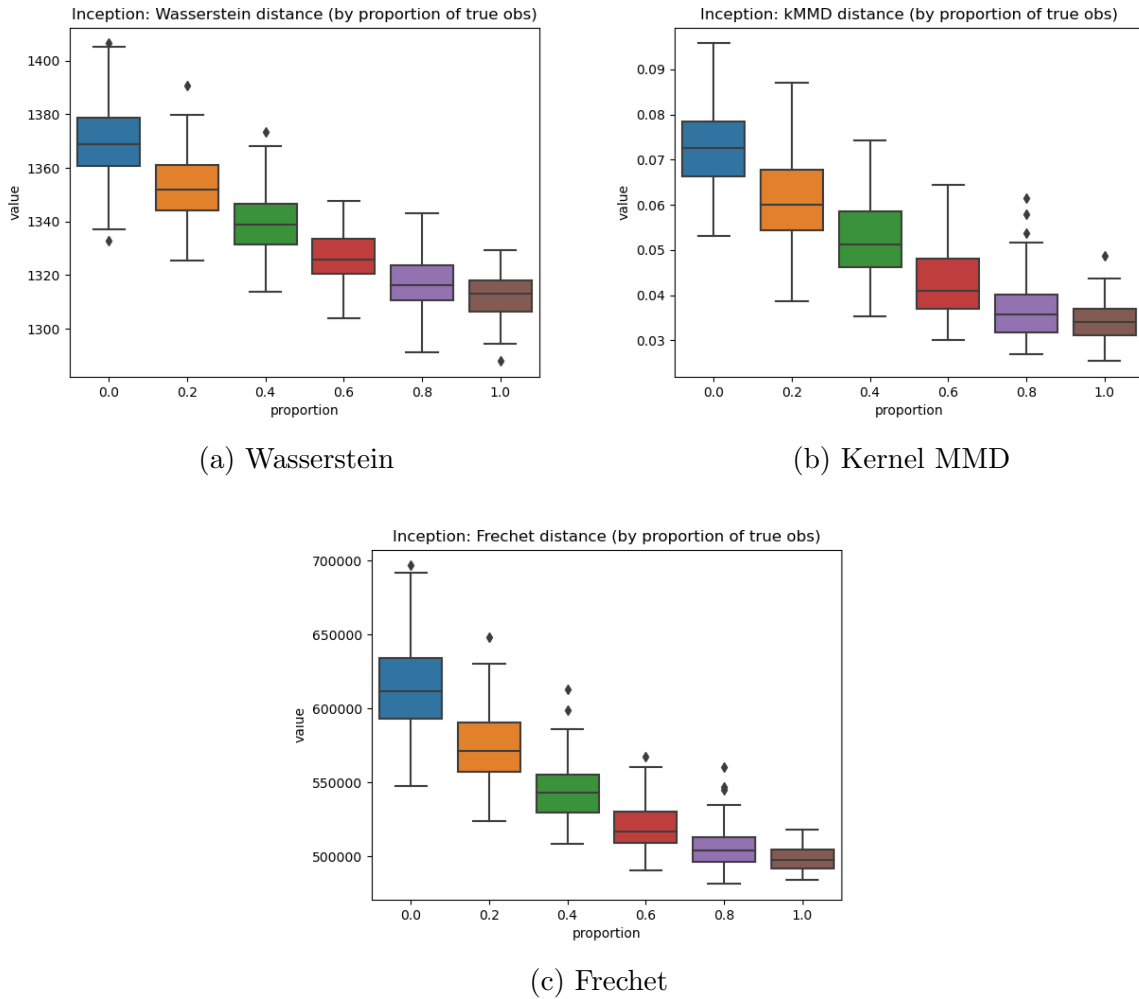 Inception: Wasserstein distance (by proportion of true obs)
value
1400
1380
1360
1340
1320
1300
0.0 0.2 0.4 0.6 0.8 1.0
proportion
(a) Wasserstein
Inception: kMMD distance (by proportion of true obs)
value
0.09
0.08
0.07
0.06
0.05
0.04
0.03
0.0 0.2 0.4 0.6 0.8 1.0
proportion
(b) Kernel MMD
Inception: Frechet distance (by proportion of true obs)
value
700000
650000
600000
550000
500000
0.0 0.2 0.4 0.6 0.8 1.0
proportion
(c) Frechet